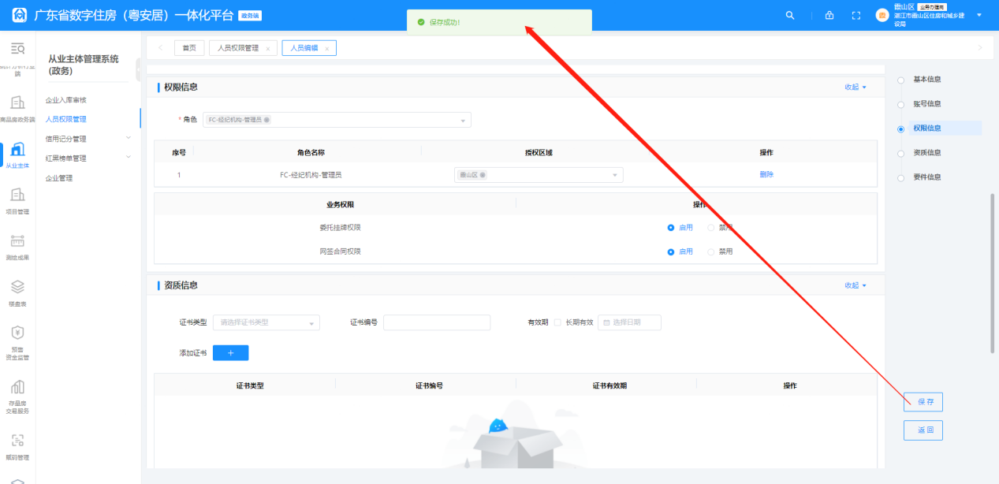 广东省数字住房（粤安居）一体化平台 政务端
保存成功！
霞山区 业务办理岗
湛江市霞山区住房和城乡建
设局
端
商品房政务端
从业主体
项目管理
测绘成果
楼盘表
预售
资金监管
存量房
交易服务
赋码管理
从业主体管理系统
(政务)
企业入库审核
人员权限管理
信用记分管理
红黑榜单管理
企业管理
首页 人员权限管理 x 人员编辑 x
权限信息 收起
* 角色 FC-经纪机构-管理员
序号 角色名称 授权区域 操作
1 FC-经纪机构-管理员 霞山区 删除
业务权限 操作
委托挂牌权限 启用 禁用
网签合同权限 启用 禁用
资质信息 收起
证书类型 请选择证书类型 证书编号 有效期 长期有效 选择日期
添加证书 +
证书类型 证书编号 证书有效期 操作
基本信息
账号信息
权限信息
资质信息
要件信息
保存
返回